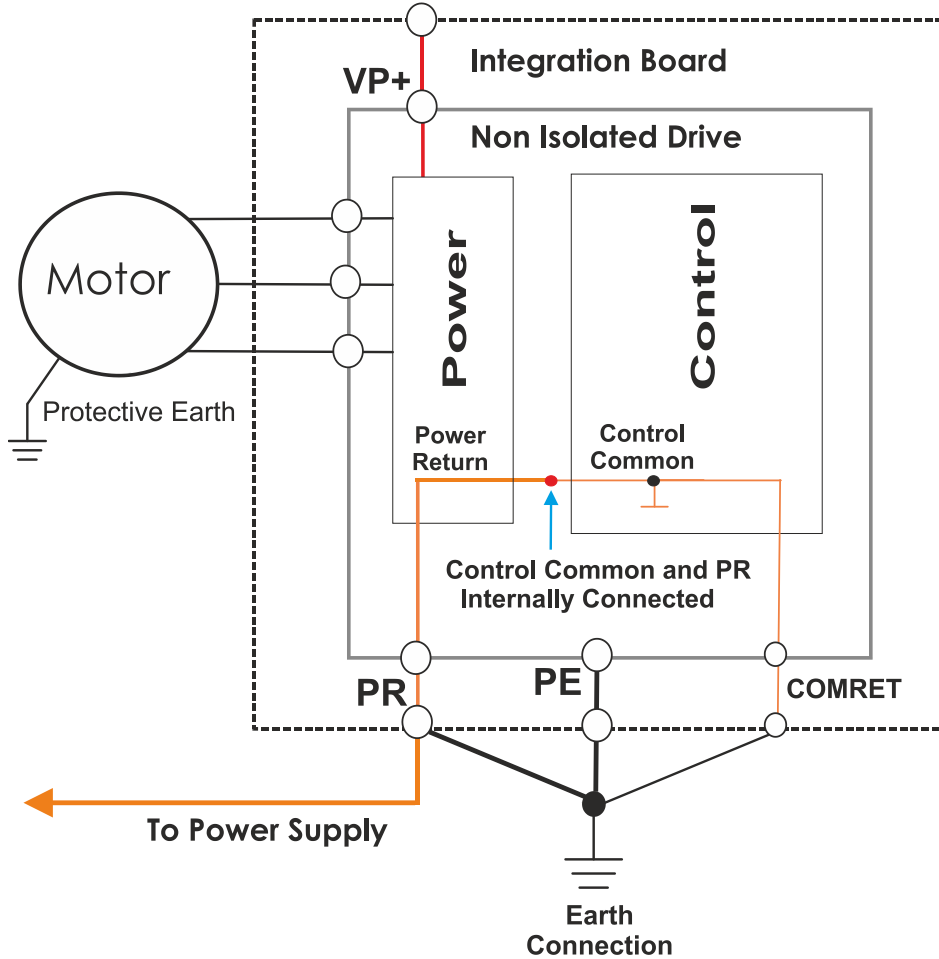 Integration Board
VP+
Non Isolated Drive
Motor
Power
Control
Protective Earth
Power
Return
Control
Common
Control Common and PR
Internally Connected
PR
PE
COMRET
To Power Supply
Earth
Connection